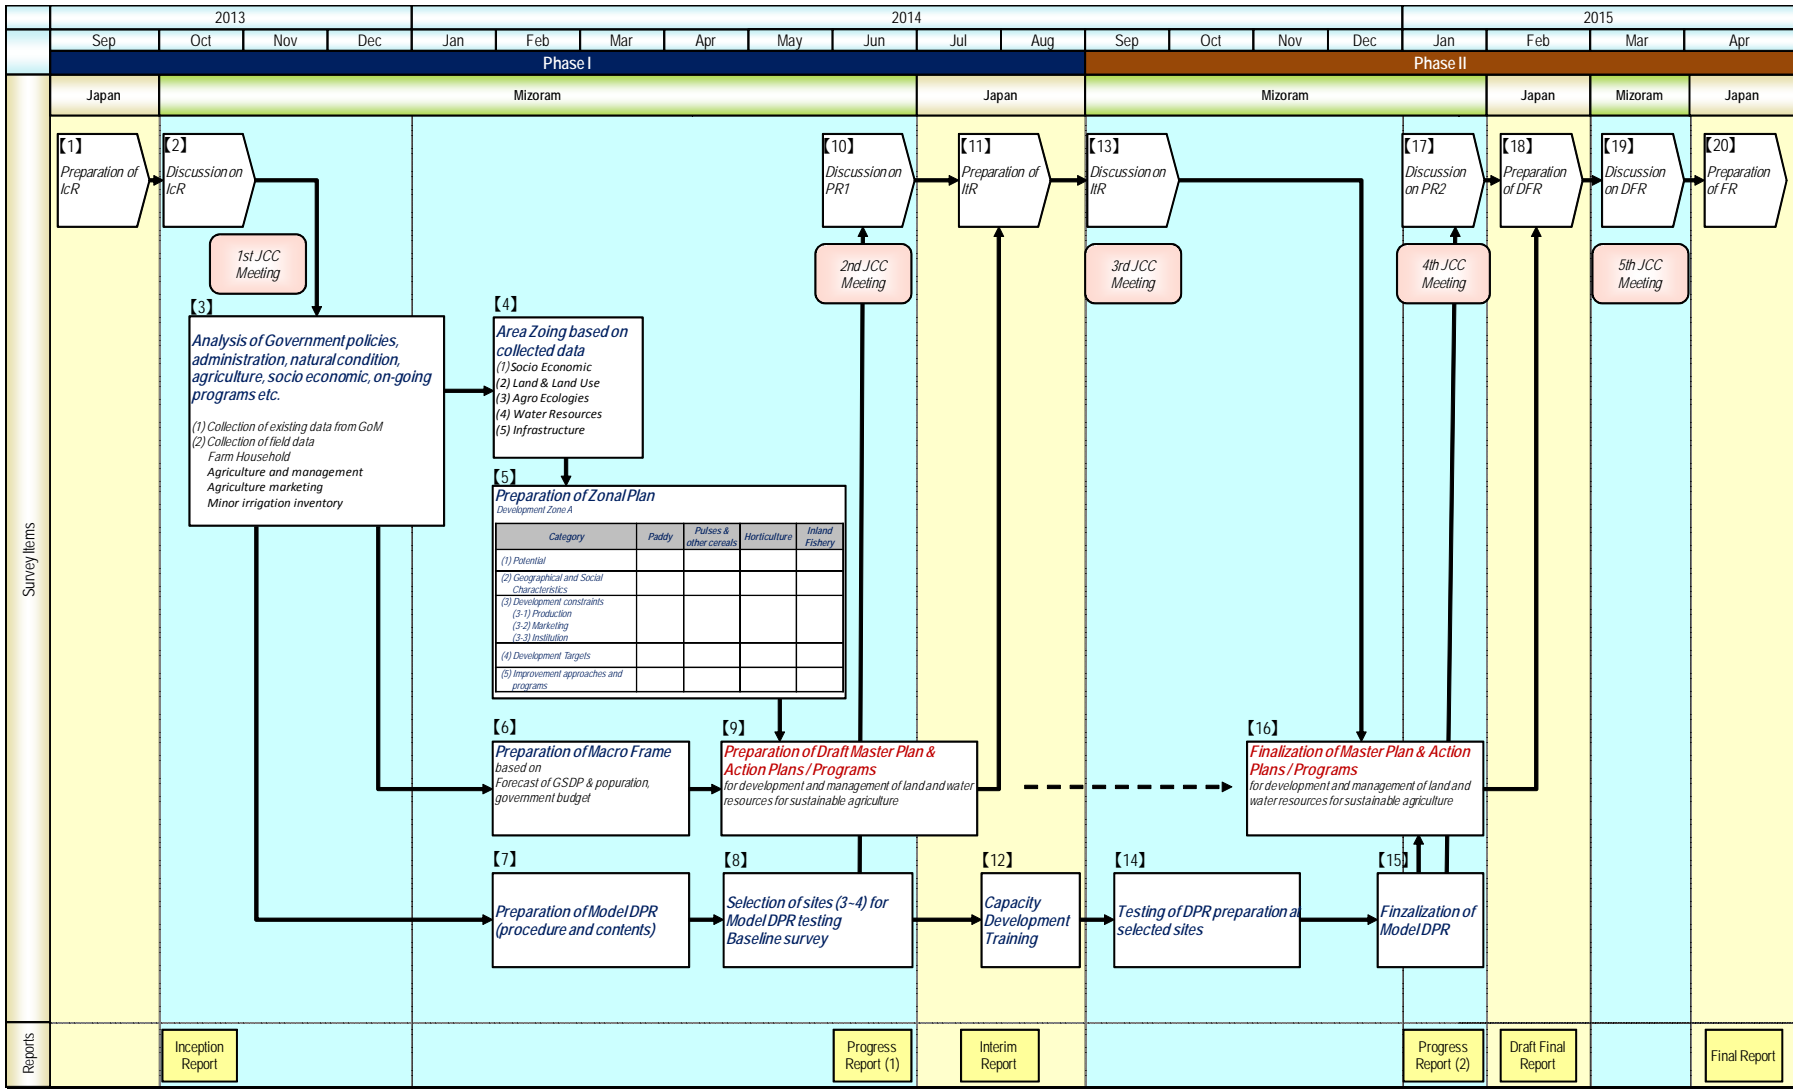 2013
2014
2015
Sep
Oct
Nov
Dec
Jan
Feb
Mar
Apr
May
Jun
Jul
Aug
Sep
Oct
Nov
Dec
Jan
Feb
Mar
Apr
Phase I
Phase II
Japan
Mizoram
Japan
Mizoram
Japan
Mizoram
Japan
Survey Items
【1】
Preparation of
IcR
【2】
Discussion on
IcR
【10】
Discussion on
PR1
【11】
Preparation of
ItR
【13】
Discussion on
ItR
【17】
Discussion
on PR2
【18】
Preparation
of DFR
【19】
Discussion
on DFR
【20】
Preparation
of FR
1st JCC
Meeting
2nd JCC
Meeting
3rd JCC
Meeting
4th JCC
Meeting
5th JCC
Meeting
【3】
Analysis of Government policies,
administration, natural condition,
agriculture, socio economic, on-going
programs etc.
(1) Collection of existing data from GoM
(2) Collection of field data
Farm Household
Agriculture and management
Agriculture marketing
Minor irrigation inventory
【4】
Area Zoing based on
collected data
(1) Socio Economic
(2) Land & Land Use
(3) Agro Ecologies
(4) Water Resources
(5) Infrastructure
【5】
Preparation of Zonal Plan
Development Zone A
Category
Paddy
Pulses &
other cereals
Horticulture
Inland
Fishery
(1) Potential
(2) Geographical and Social
Characteristics
(3) Development constraints
(3-1) Production
(3-2) Marketing
(3-3) Institution
(4) Development Targets
(5) Improvement approaches and
programs
【6】
Preparation of Macro Frame
based on
Forecast of GSDP & popuration,
government budget
【9】
Preparation of Draft Master Plan &
Action Plans / Programs
for development and management of land and water
resources for sustainable agriculture
【16】
Finalization of Master Plan & Action
Plans / Programs
for development and management of land and
water resources for sustainable agriculture
【7】
Preparation of Model DPR
(procedure and contents)
【8】
Selection of sites (3~4) for
Model DPR testing
Baseline survey
【12】
Capacity
Development
Training
【14】
Testing of DPR preparation at
selected sites
【15】
Finzalization of
Model DPR
Reports
Inception
Report
Progress
Report (1)
Interim
Report
Progress
Report (2)
Draft Final
Report
Final Report